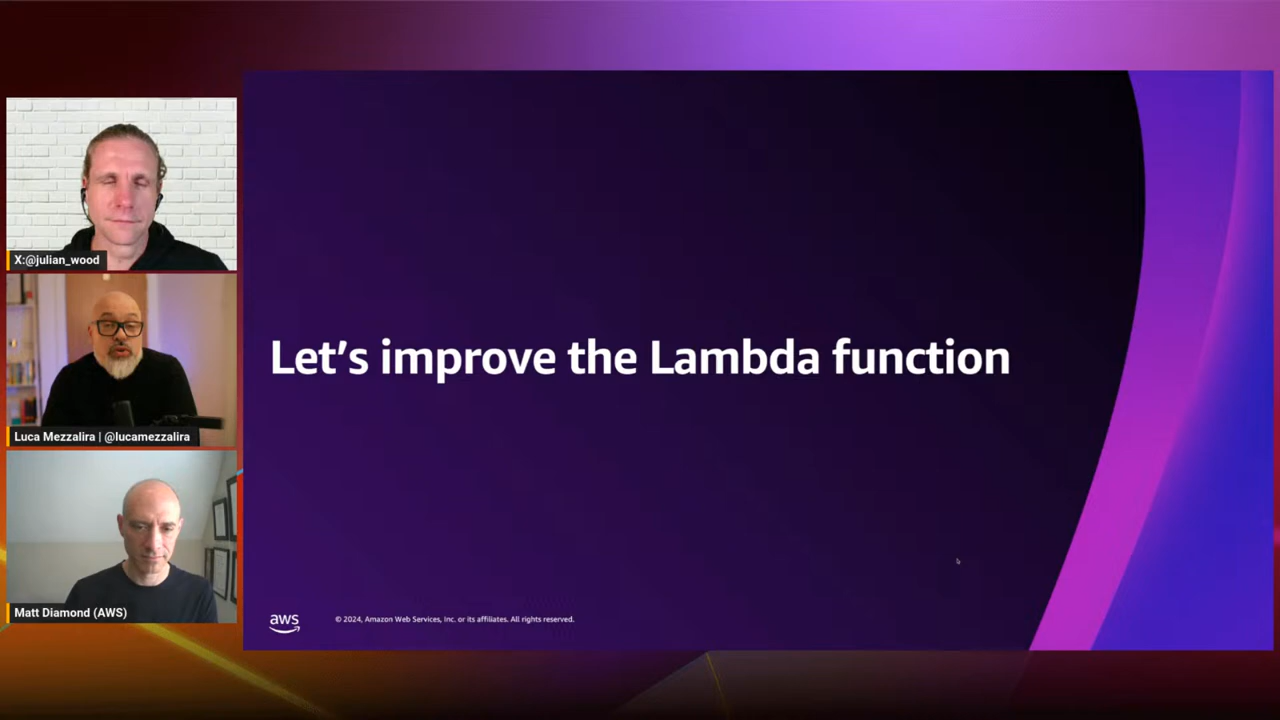 X:@julian_wood
Luca Mezzalira | @lucamezzalira
Matt Diamond (AWS)
Let's improve the Lambda function
aws
© 2024, Amazon Web Services, Inc. or its affiliates. All rights reserved.